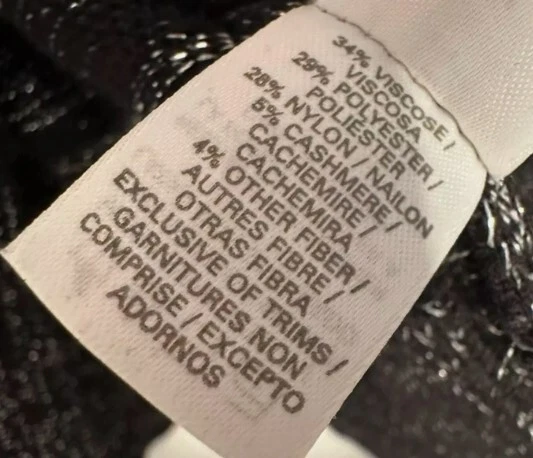 34% VISCOSE /
VISCOSA
29% POLYESTER /
POLIESTER
28% NYLON / NAILON
5% CASHMERE /
CACHEMIRE /
CACHEMIRA
4% OTHER FIBER /
AUTRES FIBRE /
OTRAS FIBRA
EXCLUSIVE OF TRIMS /
GARNITURES NON
COMPRISE / EXCEPTO
ADORNOS